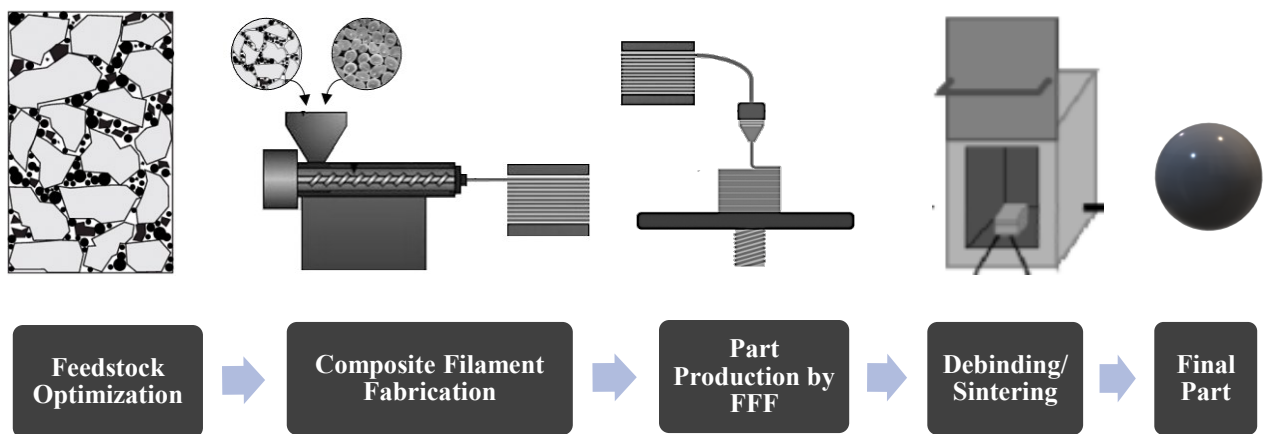 Feedstock
Optimization
Composite Filament
Fabrication
Part
Production by
FFF
Debinding/
Sintering
Final
Part